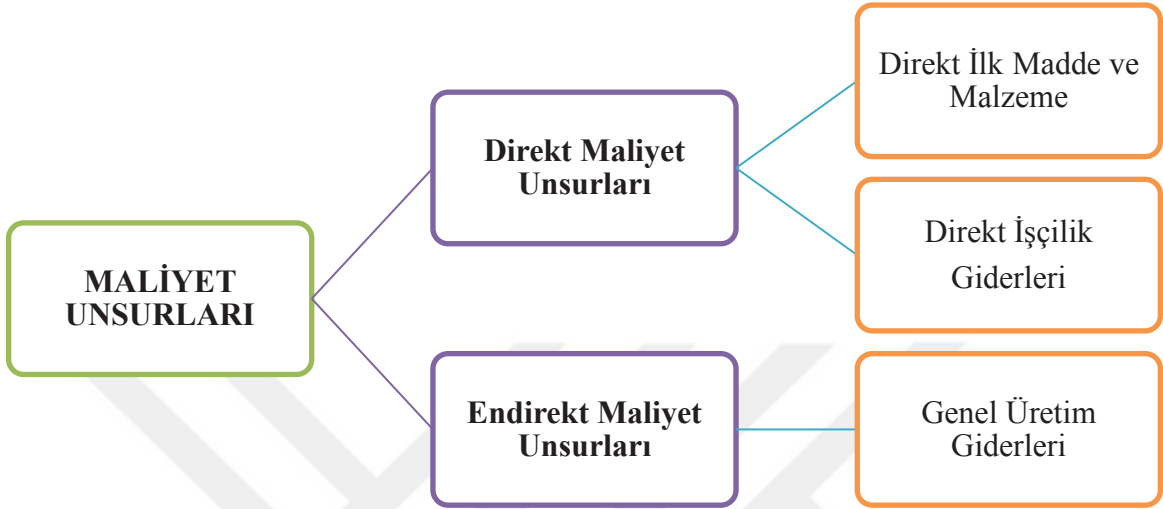 MALİYET
UNSURLARI
Direkt Maliyet
Unsurları
Direkt İlk Madde ve
Malzeme
Direkt İşçilik
Giderleri
Endirekt Maliyet
Unsurları
Genel Üretim
Giderleri